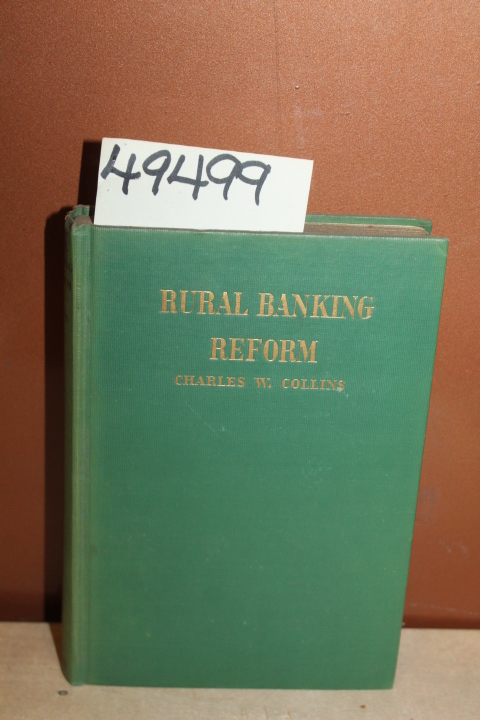 49499
RURAL BANKING
REFORM
CHARLES W. COLLINS